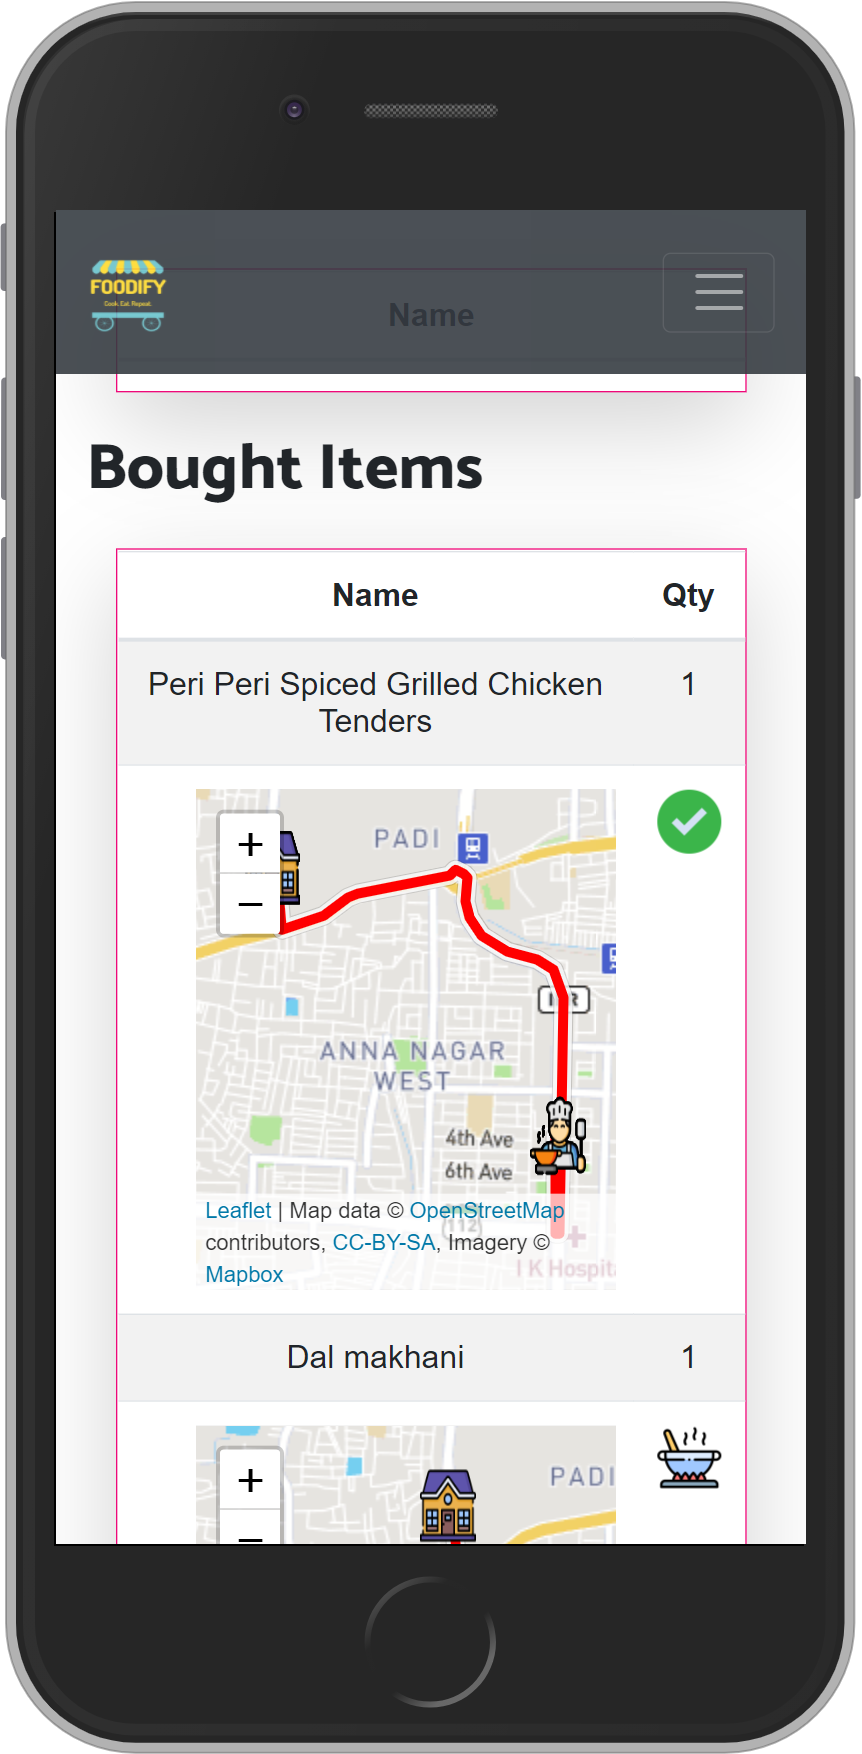 FOODIFY
Cook. Eat. Repeat.
Name
Bought Items
Name Qty
Peri Peri Spiced Grilled Chicken 1
Tenders
+
−
PADI
ANNA NAGAR
WEST
4th Ave
6th Ave
112
I K Hospit
Leaflet | Map data © OpenStreetMap
contributors, CC-BY-SA, Imagery ©
Mapbox
Dal makhani 1
+
−
PADI